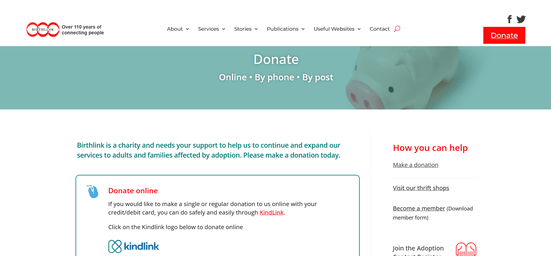 BIRTHLINK
Over 110 years of
connecting people
About Services Stories Publications Useful Websites Contact
Donate
Donate
Online • By phone • By post
Birthlink is a charity and needs your support to help us to continue and expand our
services to adults and families affected by adoption. Please make a donation today.
Donate online
If you would like to make a single or regular donation to us online with your
credit/debit card, you can do safely and easily through KindLink.
Click on the Kindlink logo below to donate online
kindlink
How you can help
Make a donation
Visit our thrift shops
Become a member (Download
member form)
Join the Adoption